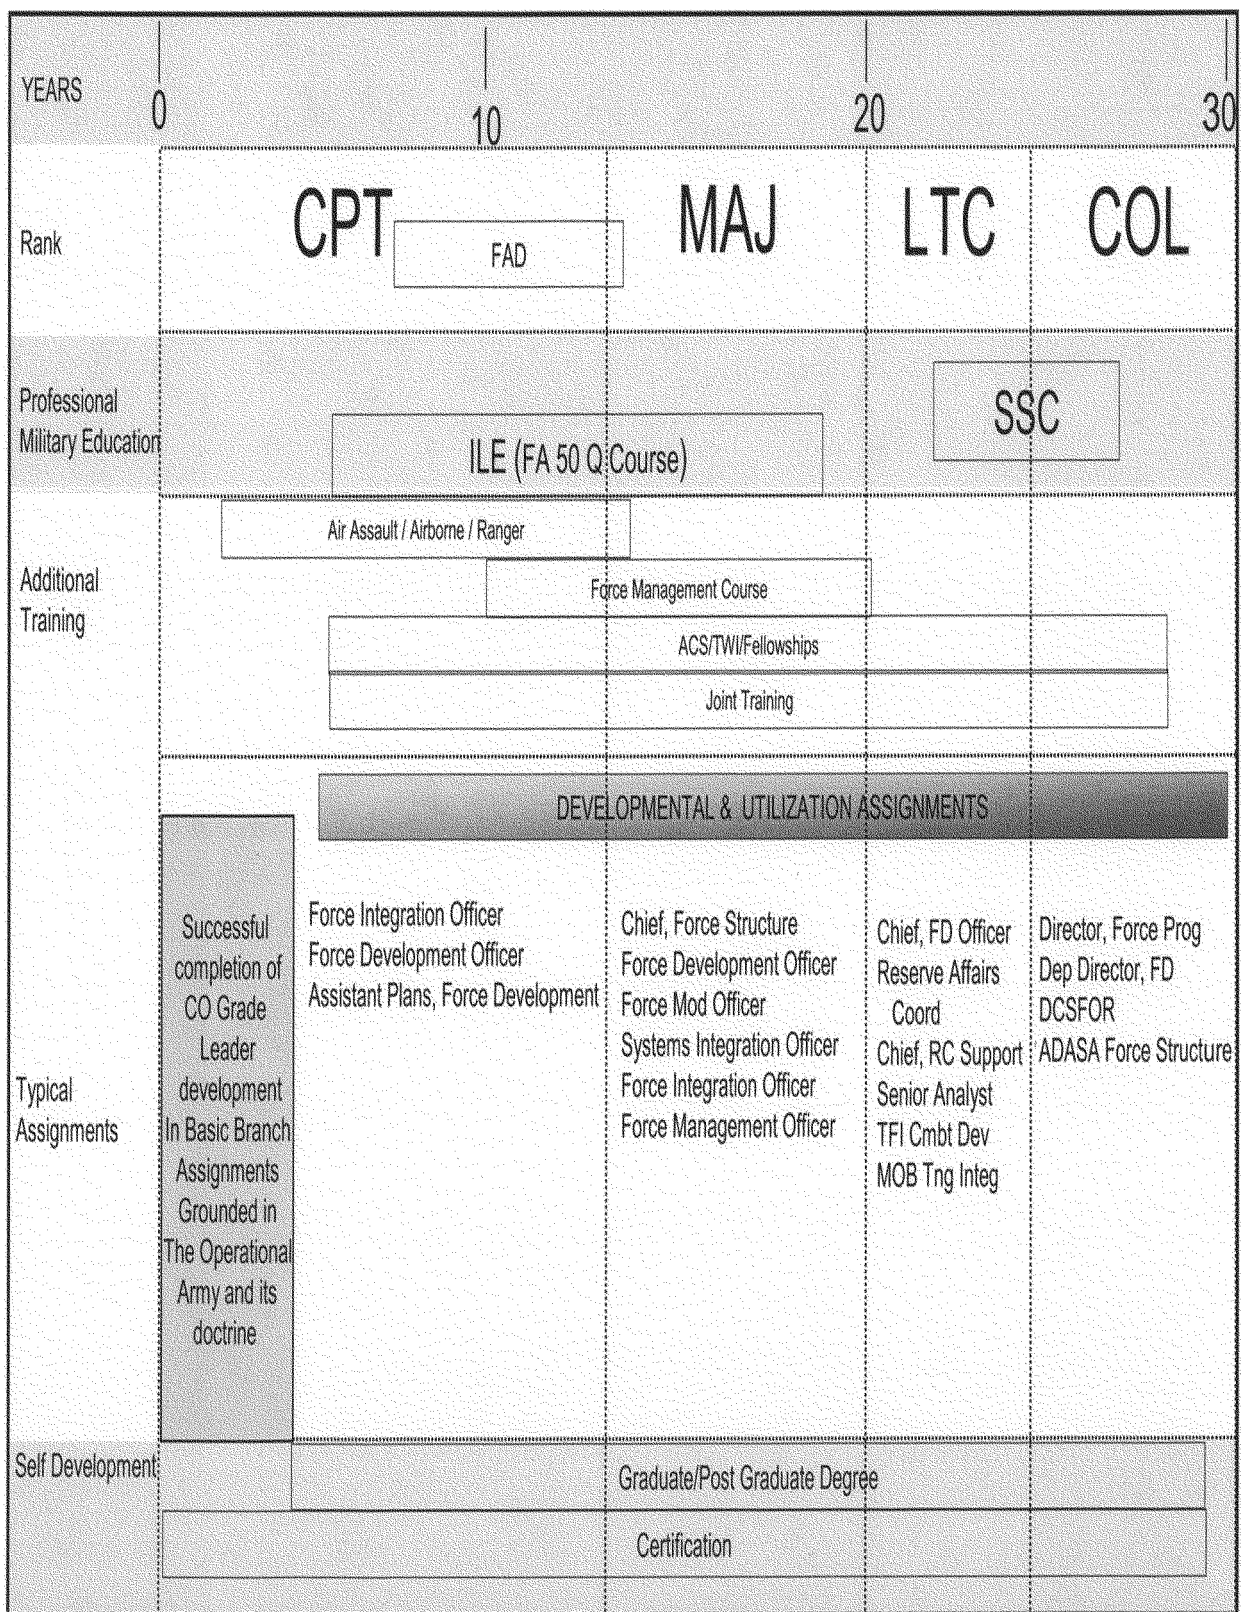 YEARS
0
10
20
30
Rank
CPT
MAJ
LTC
COL
FAD
Professional
Military Education
SSC
ILE (FA 50 Q Course)
Additional
Training
Air Assault / Airborne / Ranger
Force Management Course
ACS/TWI/Fellowships
Joint Training
DEVELOPMENTAL & UTILIZATION ASSIGNMENTS
Typical
Assignments
Successful
completion of
CO Grade
Leader
development
In Basic Branch
Assignments
Grounded in
The Operational
Army and its
doctrine
Force Integration Officer
Force Development Officer
Assistant Plans, Force Development
Chief, Force Structure
Force Development Officer
Force Mod Officer
Systems Integration Officer
Force Integration Officer
Force Management Officer
Chief, FD Officer
Reserve Affairs
Coord
Chief, RC Support
Senior Analyst
TFI Cmbt Dev
MOB Tng Integ
Director, Force Prog
Dep Director, FD
DCSFOR
ADASA Force Structure
Self Development
Graduate/Post Graduate Degree
Certification